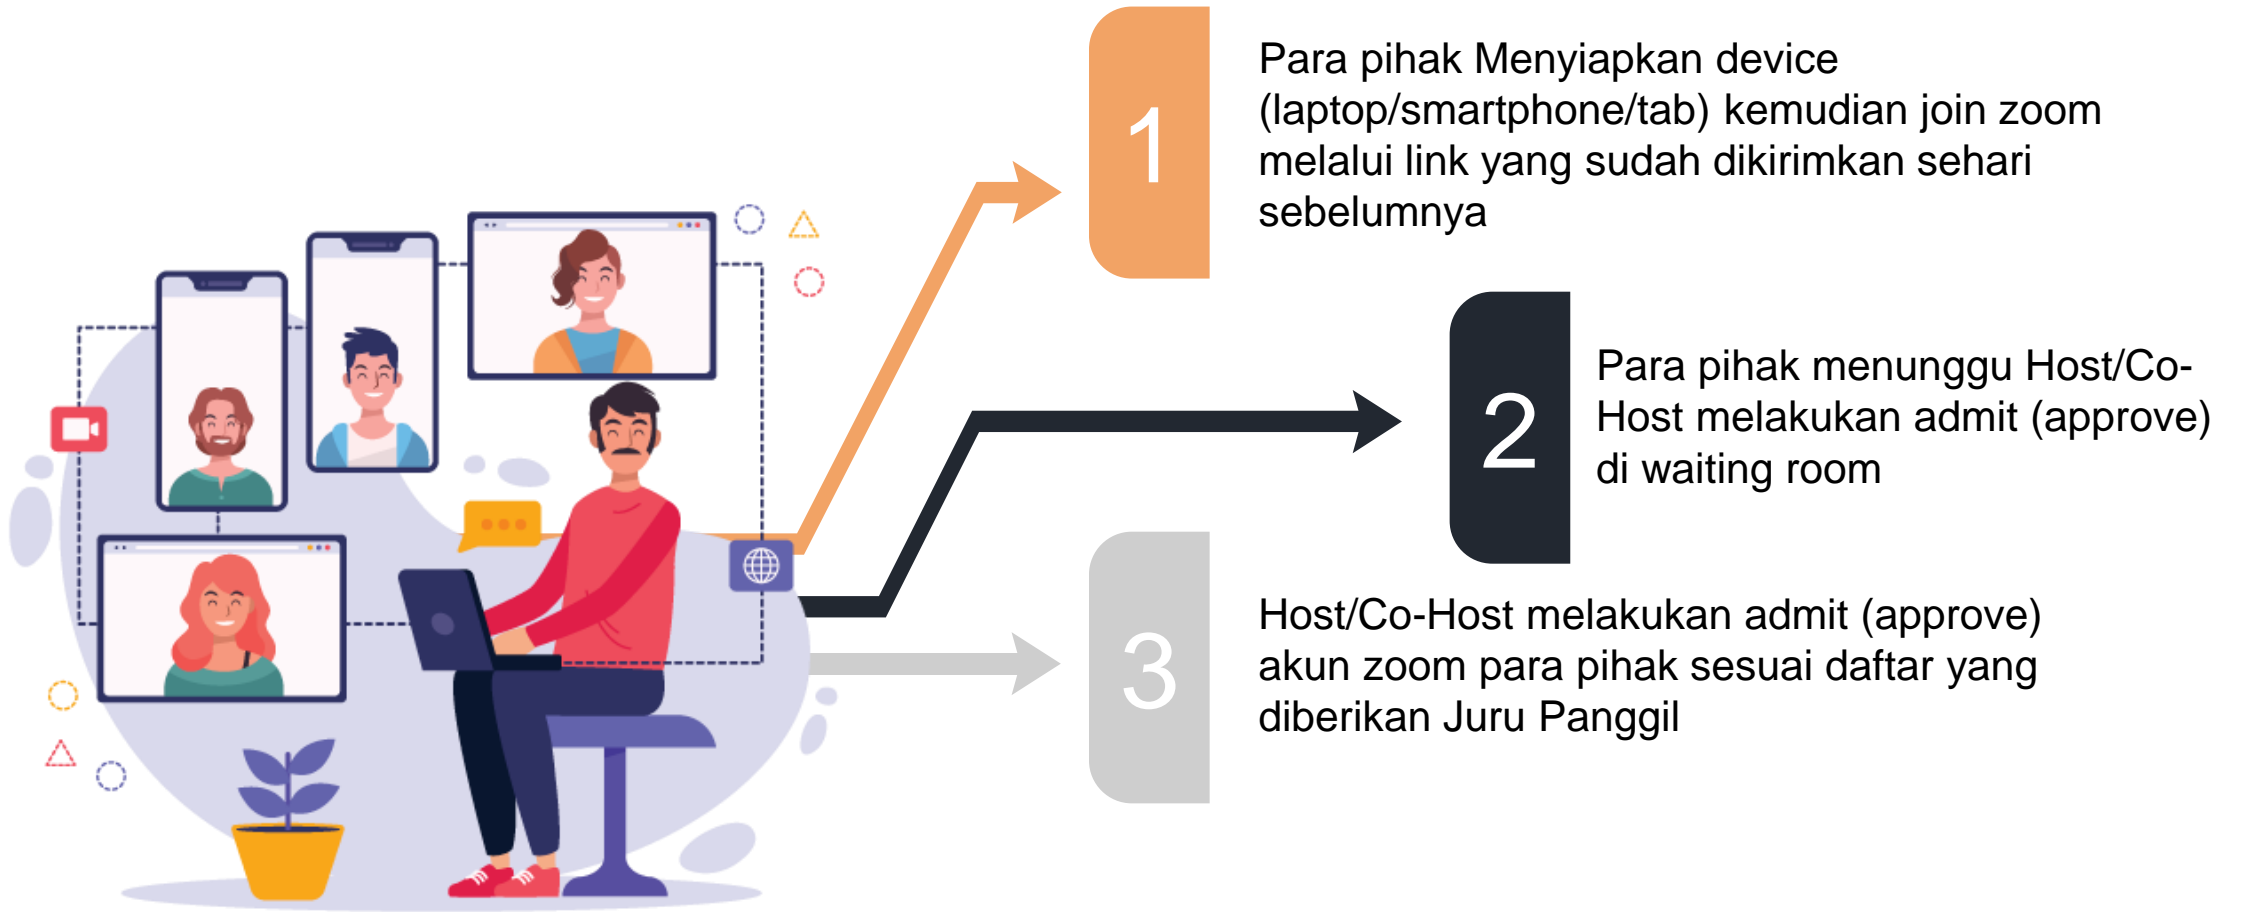 1
Para pihak Menyiapkan device
(laptop/smartphone/tab) kemudian join zoom
melalui link yang sudah dikirimkan sehari
sebelumnya
2
Para pihak menunggu Host/Co-
Host melakukan admit (approve)
di waiting room
3
Host/Co-Host melakukan admit (approve)
akun zoom para pihak sesuai daftar yang
diberikan Juru Panggil